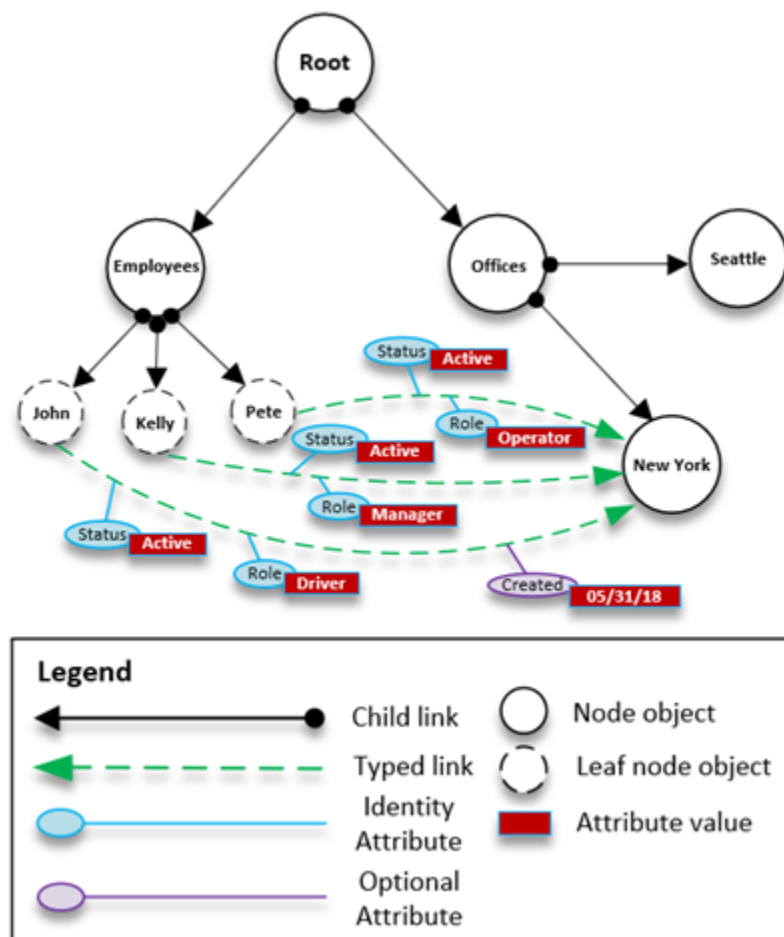 Root
Employees
Offices
Seattle
Status
Active
John
Kelly
Pete
Role
Operator
Status
Active
New York
Role
Manager
Status
Active
Role
Driver
Created
05/31/18
Legend
Child link
Node object
Typed link
Leaf node object
Identity
Attribute
Attribute value
Optional
Attribute